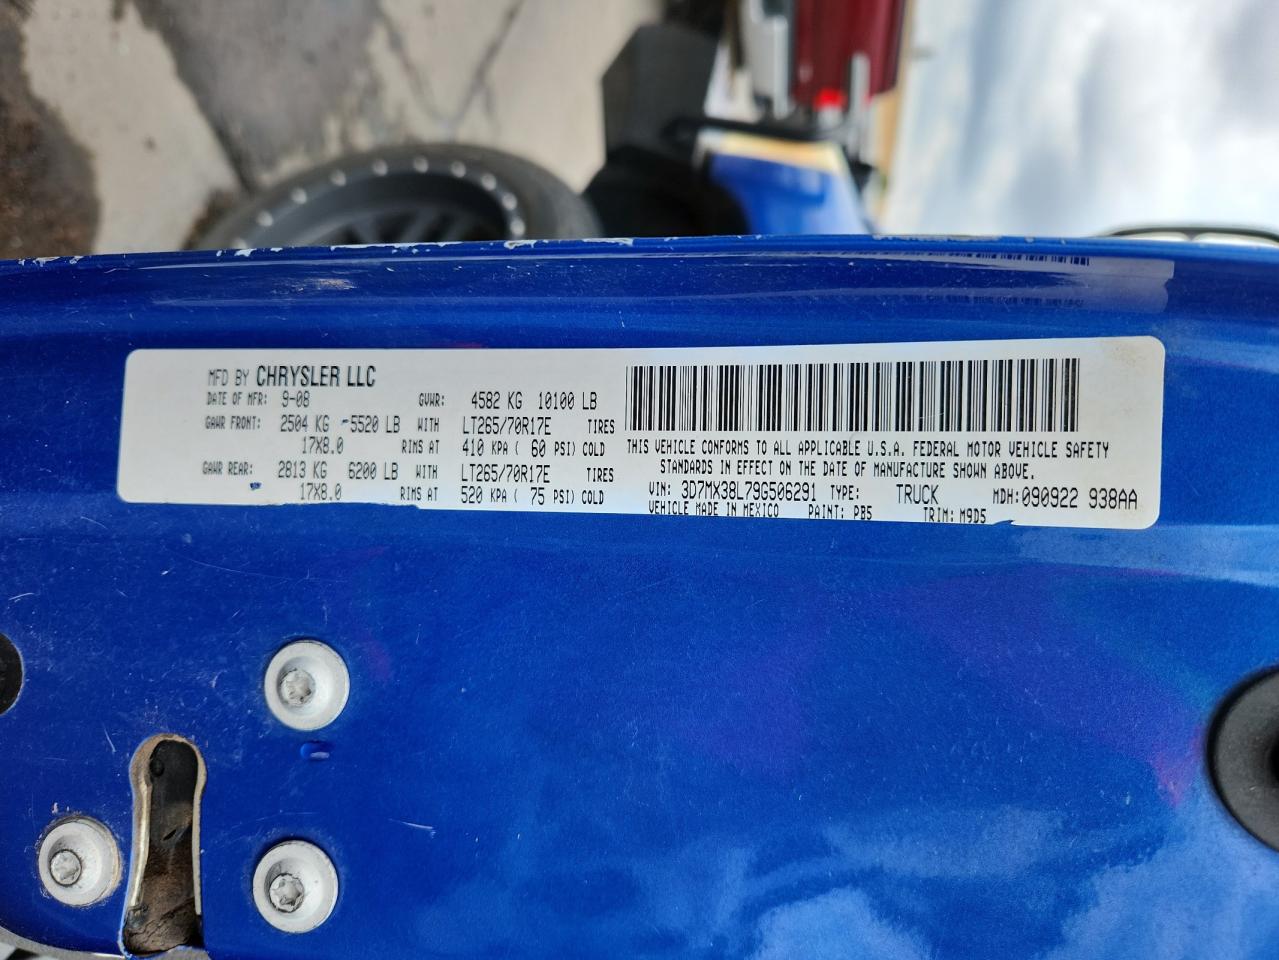 MFD BY CHRYSLER LLC
DATE OF MFR: 9-08 GVWR: 4582 KG 10100 LB
GAWR FRONT: 2504 KG -5520 LB WITH LT265/70R17E TIRES
17X8.0 RIMS AT 410 KPA ( 60 PSI) COLD
GAWR REAR: 2813 KG 6200 LB WITH LT265/70R17E TIRES
17X8.0 RIMS AT 520 KPA ( 75 PSI) COLD
THIS VEHICLE CONFORMS TO ALL APPLICABLE U.S.A. FEDERAL MOTOR VEHICLE SAFETY
STANDARDS IN EFFECT ON THE DATE OF MANUFACTURE SHOWN ABOVE.
VIN: 3D7MX38L79G506291 TYPE: TRUCK MDH: 090922 938AA
VEHICLE MADE IN MEXICO PAINT: PB5 TRIM: M9D5